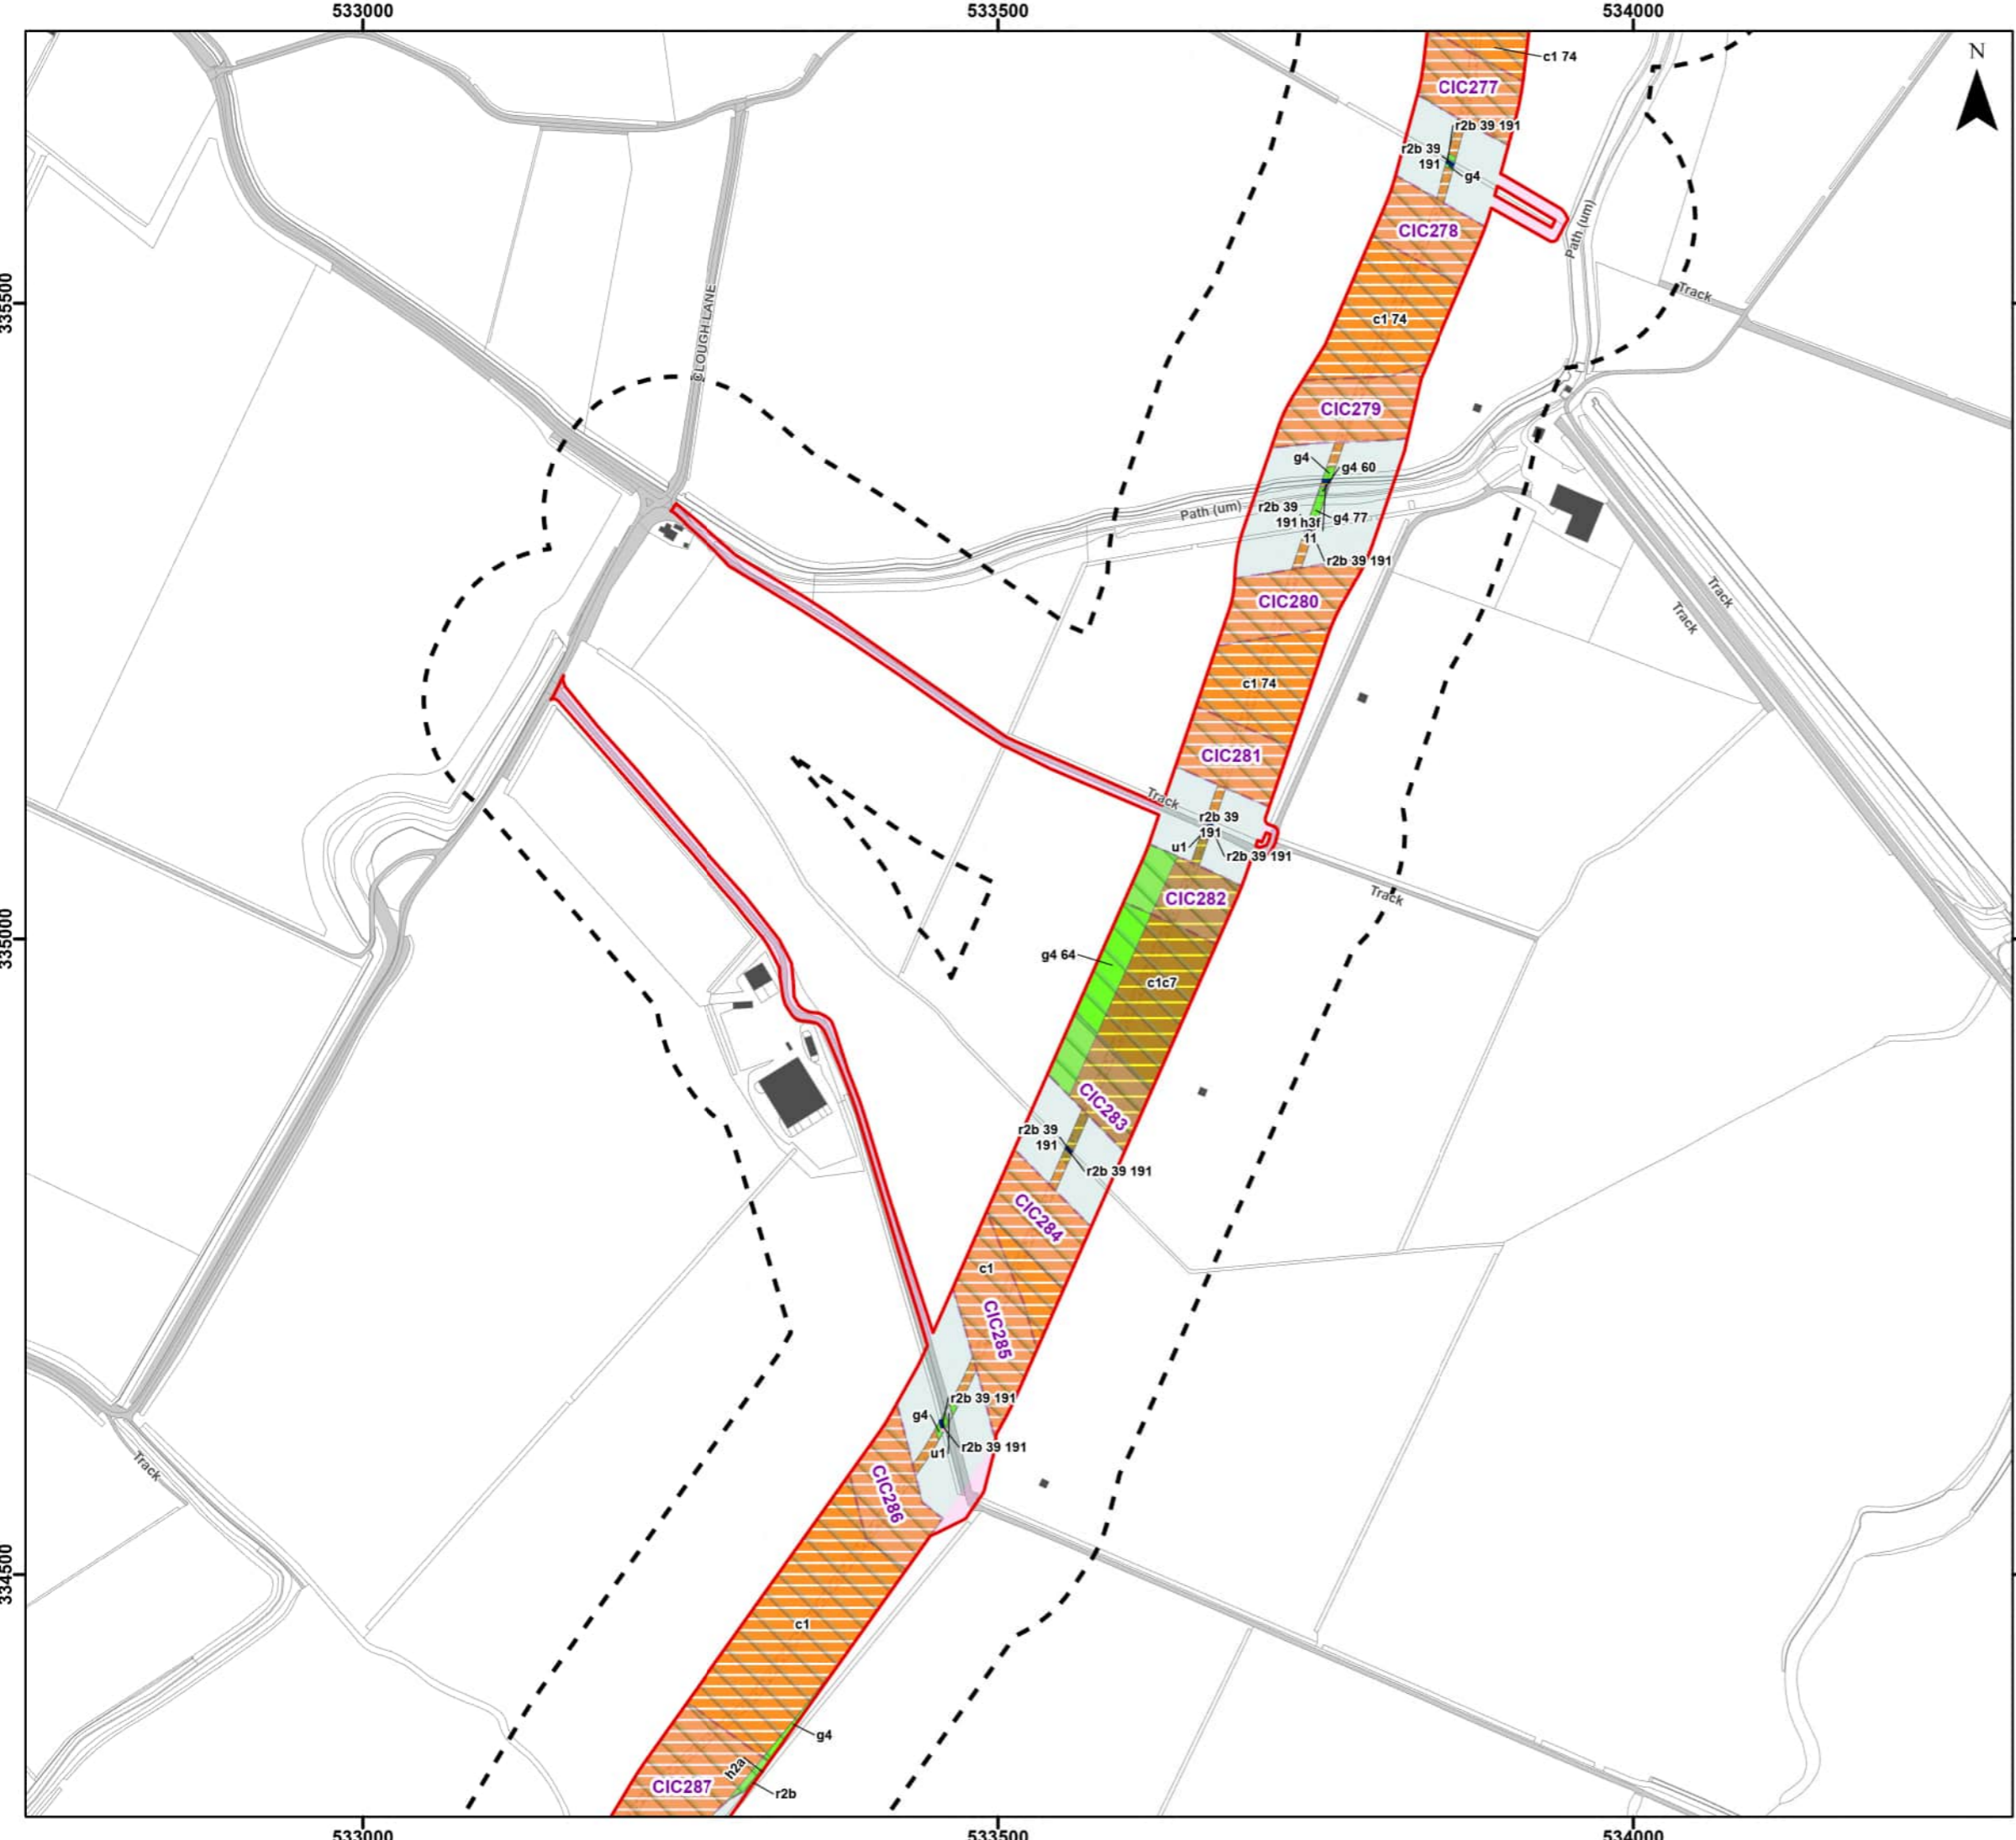 533000
533500
534000
N
c1 74
CIC277
r2b 39 191
r2b 39
191
g4
Path (um)
CIC278
335500
Track
c1 74
CLOUGH LANE
CIC279
g4
g4 60
Path (um)
r2b 39
191
h3f
11
g4 77
r2b 39 191
CIC280
Track
Track
c1 74
CIC281
Track
r2b 39
191
u1
r2b 39 191
Track
CIC282
335000
g4 64
c1c7
CIC283
r2b 39
191
r2b 39 191
CIC284
c1
CIC285
r2b 39 191
g4
r2b 39 191
u1
Track
CIC286
334500
c1
g4
h2a
CIC287
r2b
533000
533500
534000